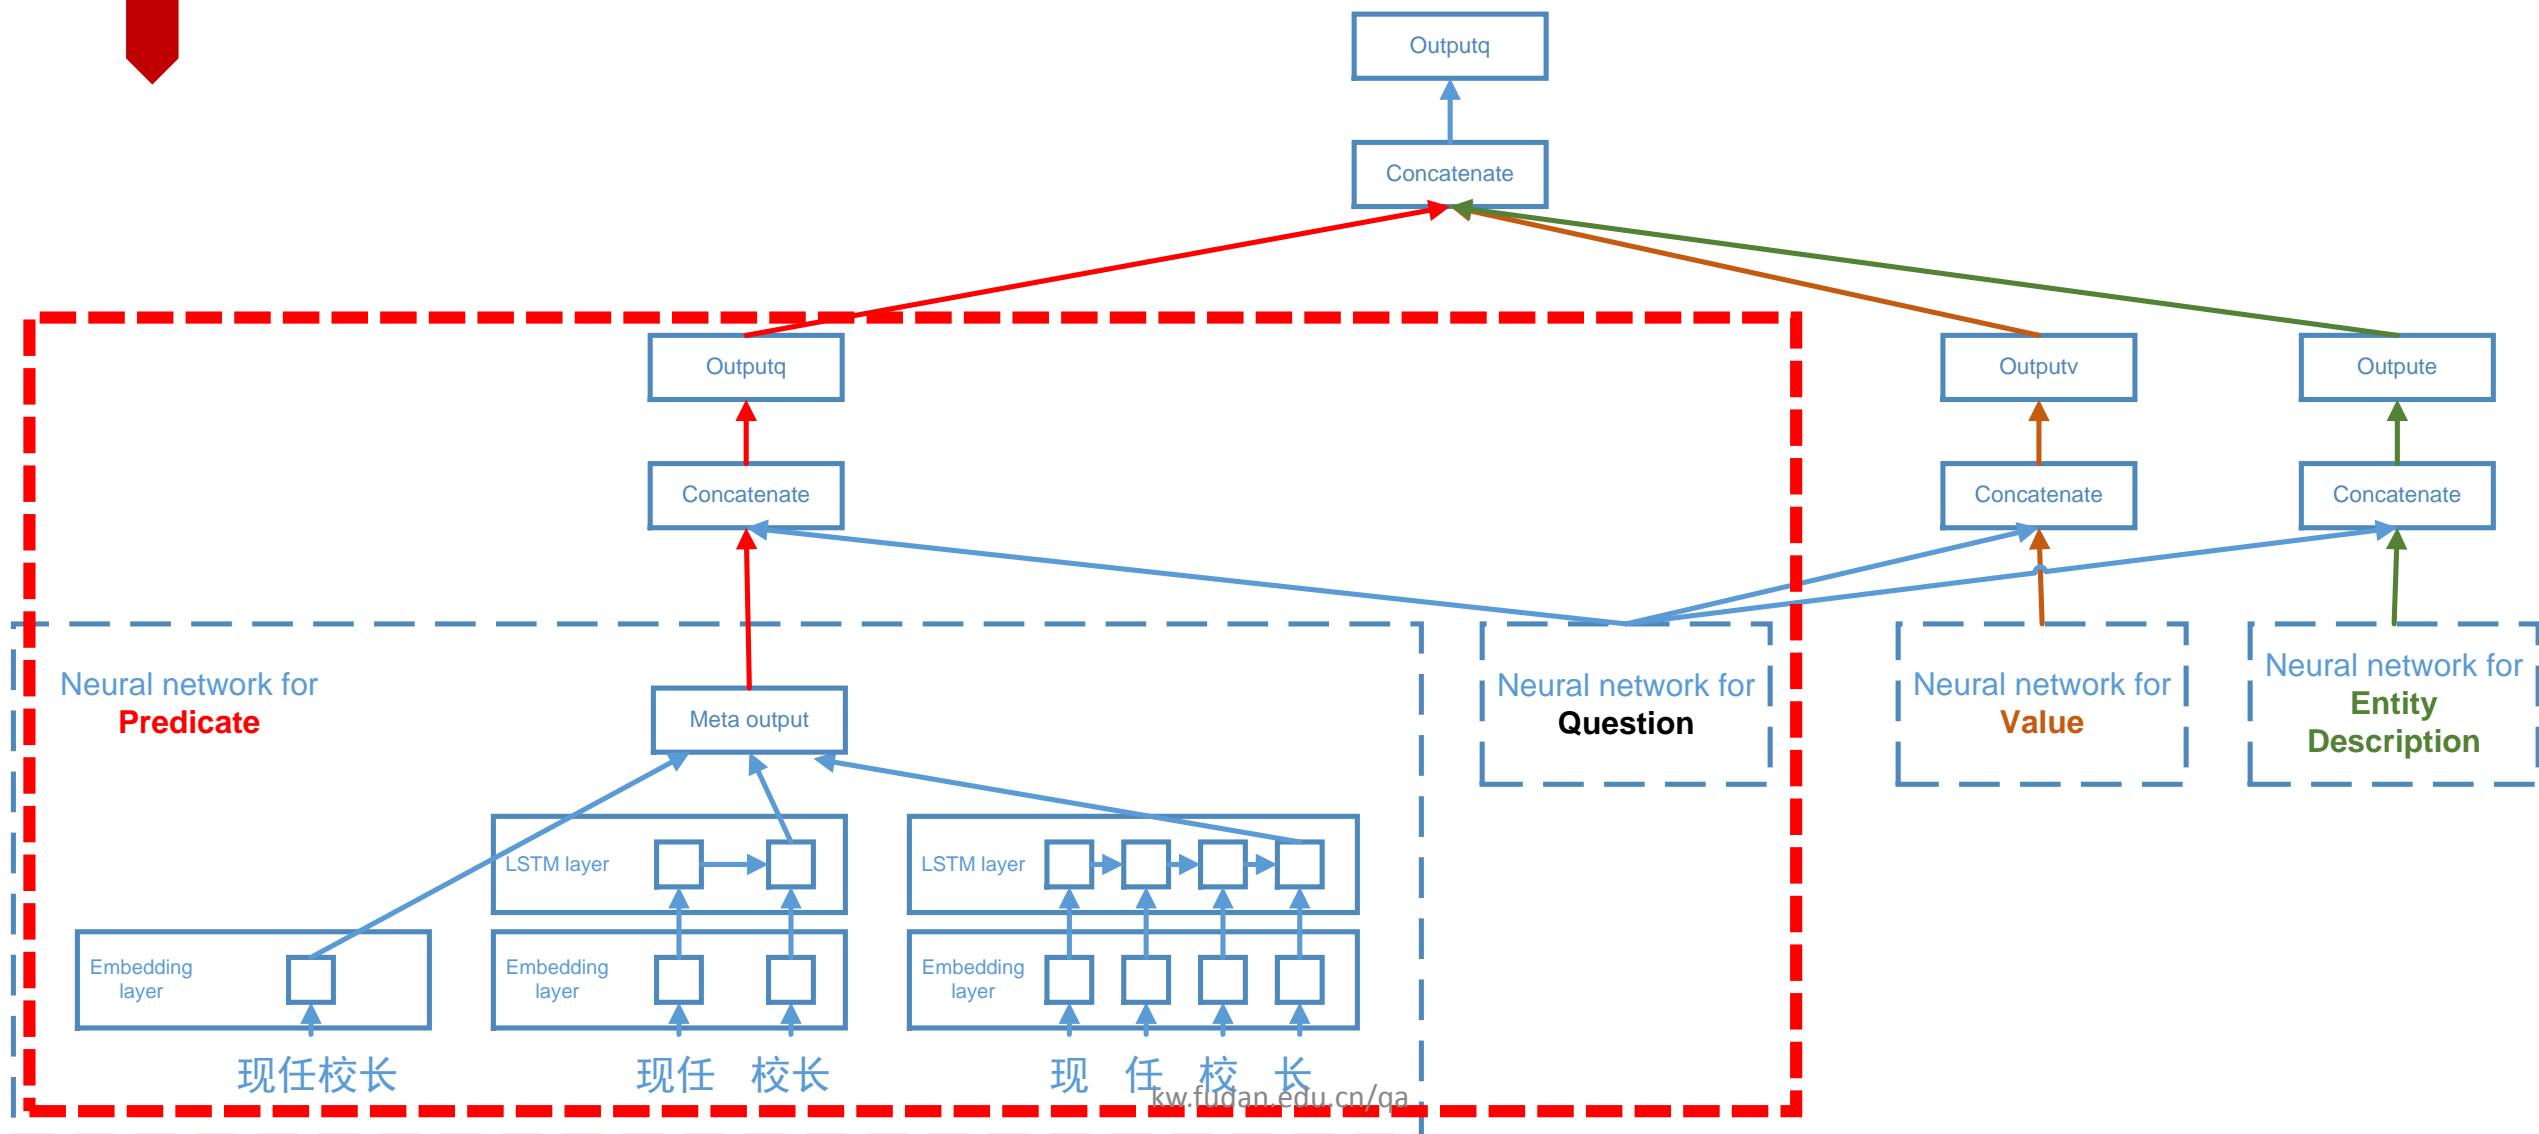 Outputq
Concatenate
Outputq
Outputv
Outpute
Concatenate
Concatenate
Concatenate
Neural network for
Predicate
Meta output
Neural network for
Question
Neural network for
Value
Neural network for
Entity
Description
LSTM layer
LSTM layer
Embedding
layer
Embedding
layer
Embedding
layer
现任校长
现任 校长
现 任 校 长
kw.fudan.edu.cn/qa